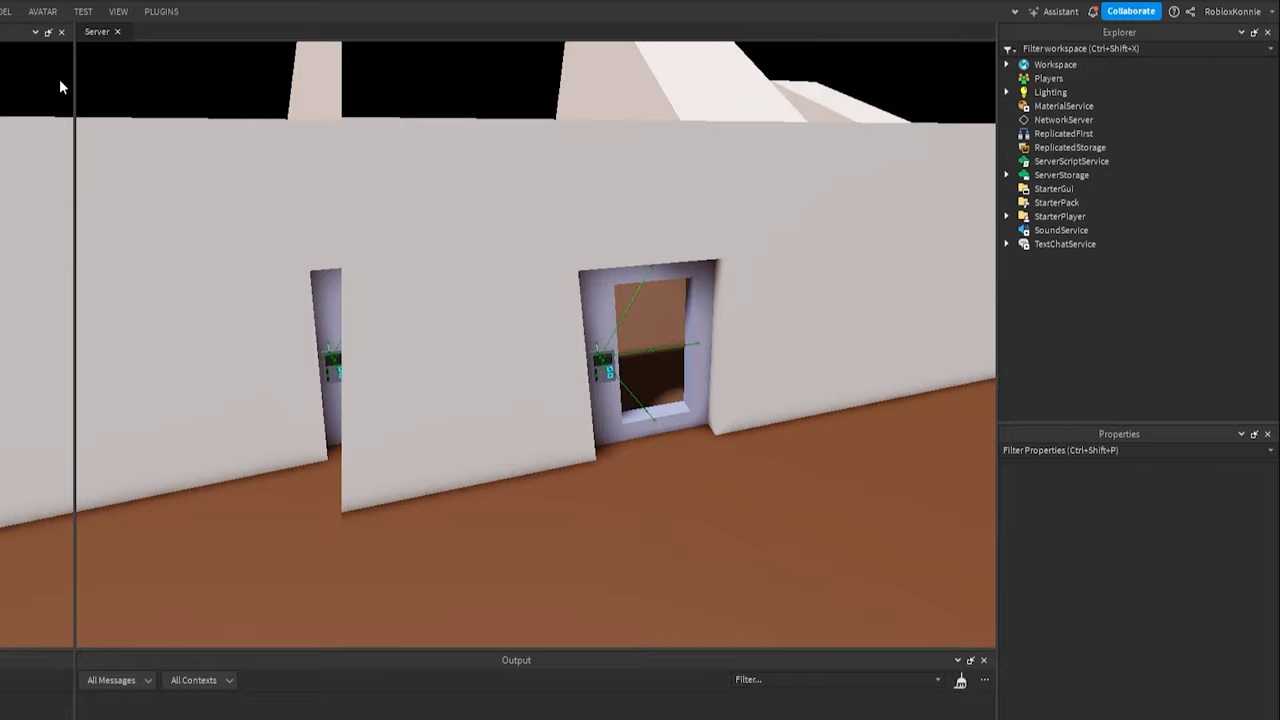 DEL AVATAR TEST VIEW PLUGINS Assistant Collaborate RobloxKonnie
Server
Explorer
Filter workspace (Ctrl+Shift+X)
Workspace
Players
Lighting
MaterialService
NetworkServer
ReplicatedFirst
ReplicatedStorage
ServerScriptService
ServerStorage
StarterGui
StarterPack
StarterPlayer
SoundService
TextChatService
Properties
Filter Properties (Ctrl+Shift+P)
Output
All Messages All Contexts Filter...